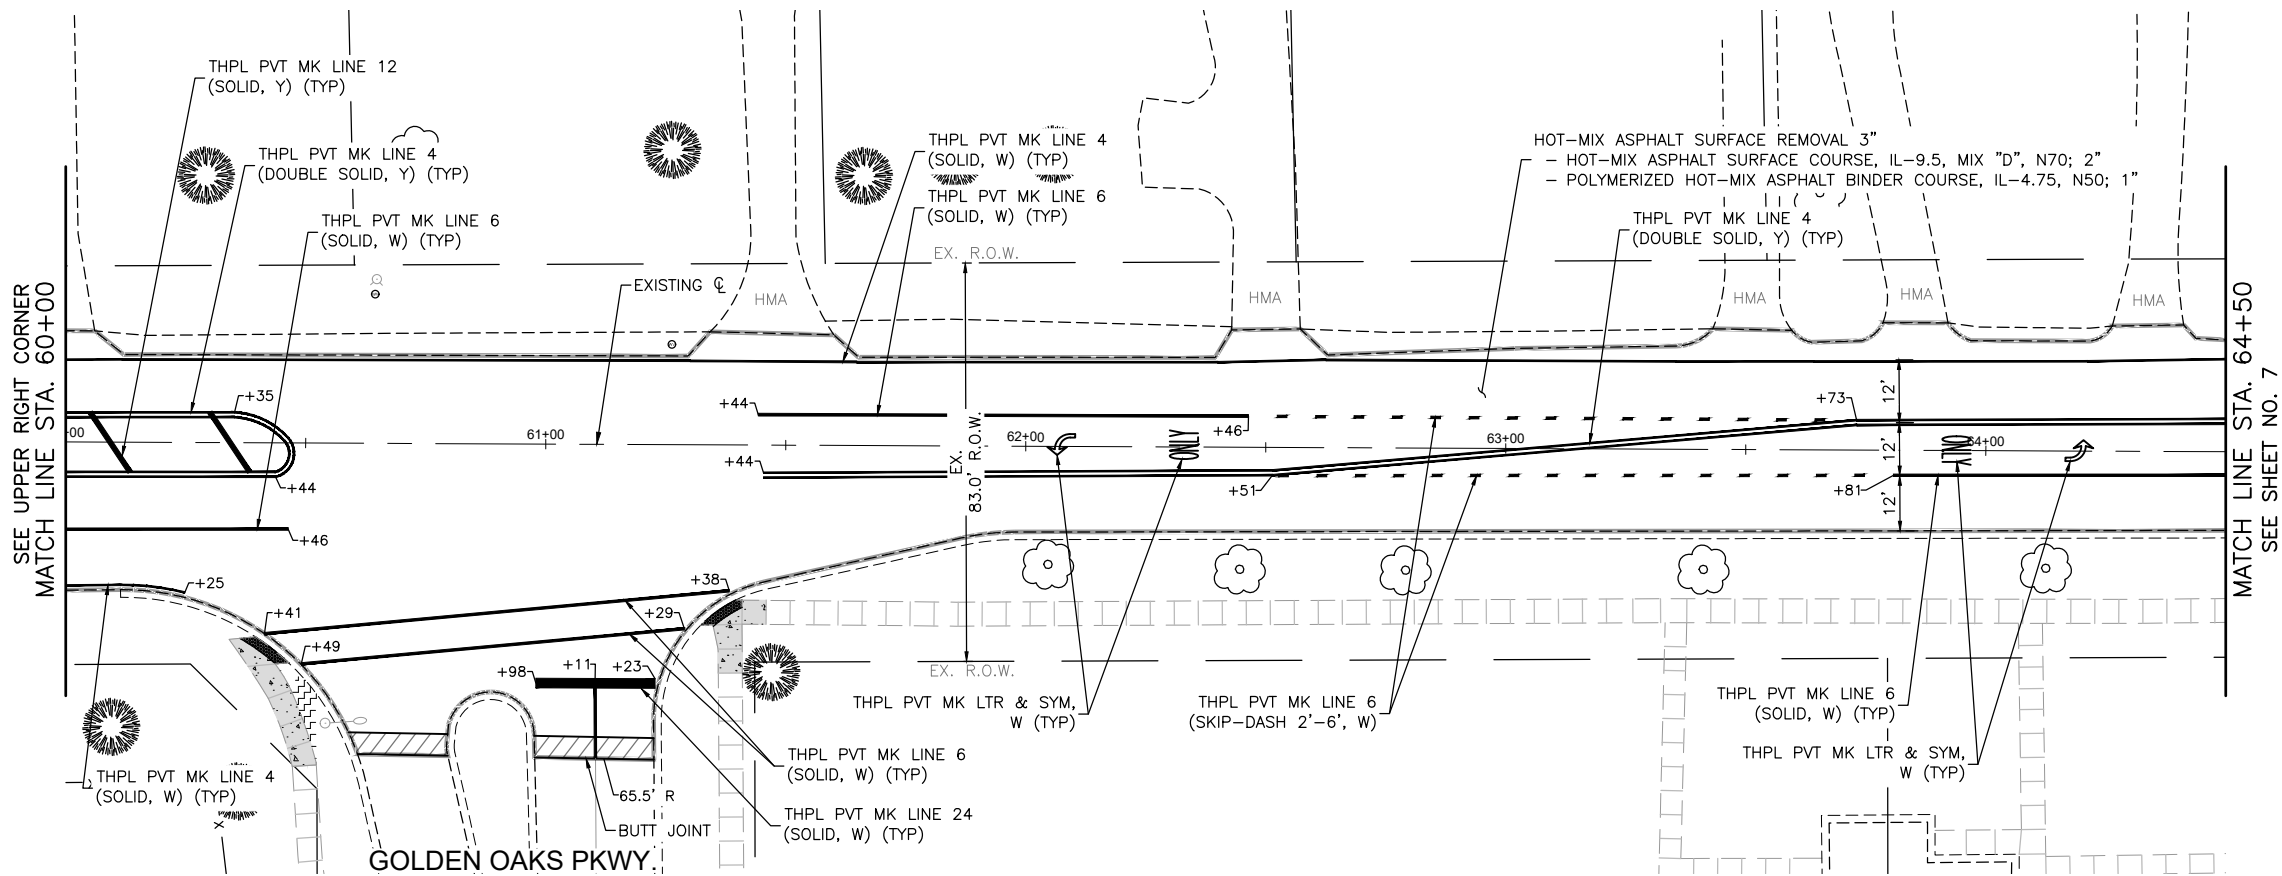 THPL PVT MK LINE 12
(SOLID, Y) (TYP)
THPL PVT MK LINE 4
(DOUBLE SOLID, Y) (TYP)
THPL PVT MK LINE 6
(SOLID, W) (TYP)
THPL PVT MK LINE 4
(SOLID, W) (TYP)
THPL PVT MK LINE 6
(SOLID, W) (TYP)
HOT-MIX ASPHALT SURFACE REMOVAL 3"
- HOT-MIX ASPHALT SURFACE COURSE, IL-9.5, MIX "D", N70; 2"
- POLYMERIZED HOT-MIX ASPHALT BINDER COURSE, IL-4.75, N50; 1"
THPL PVT MK LINE 4
(DOUBLE SOLID, Y) (TYP)
EX. R.O.W.
EXISTING ℄
HMA
HMA
HMA
HMA
HMA
SEE UPPER RIGHT CORNER
MATCH LINE STA. 60+00
MATCH LINE STA. 64+50
SEE SHEET NO. 7
+35
+44
+46
+73
12'
00
61+00
62+00
ONLY
63+00
ONLY
64+00
12'
+44
+44
+51
+81
12'
EX.
83.0' R.O.W.
+46
+25
+38
+41
+29
+49
+98
+11
+23
EX. R.O.W.
THPL PVT MK LTR & SYM,
W (TYP)
THPL PVT MK LINE 6
(SKIP-DASH 2'-6', W)
THPL PVT MK LINE 6
(SOLID, W) (TYP)
THPL PVT MK LTR & SYM,
W (TYP)
THPL PVT MK LINE 6
(SOLID, W) (TYP)
THPL PVT MK LINE 4
(SOLID, W) (TYP)
65.5' R
THPL PVT MK LINE 24
(SOLID, W) (TYP)
BUTT JOINT
X
GOLDEN OAKS PKWY.